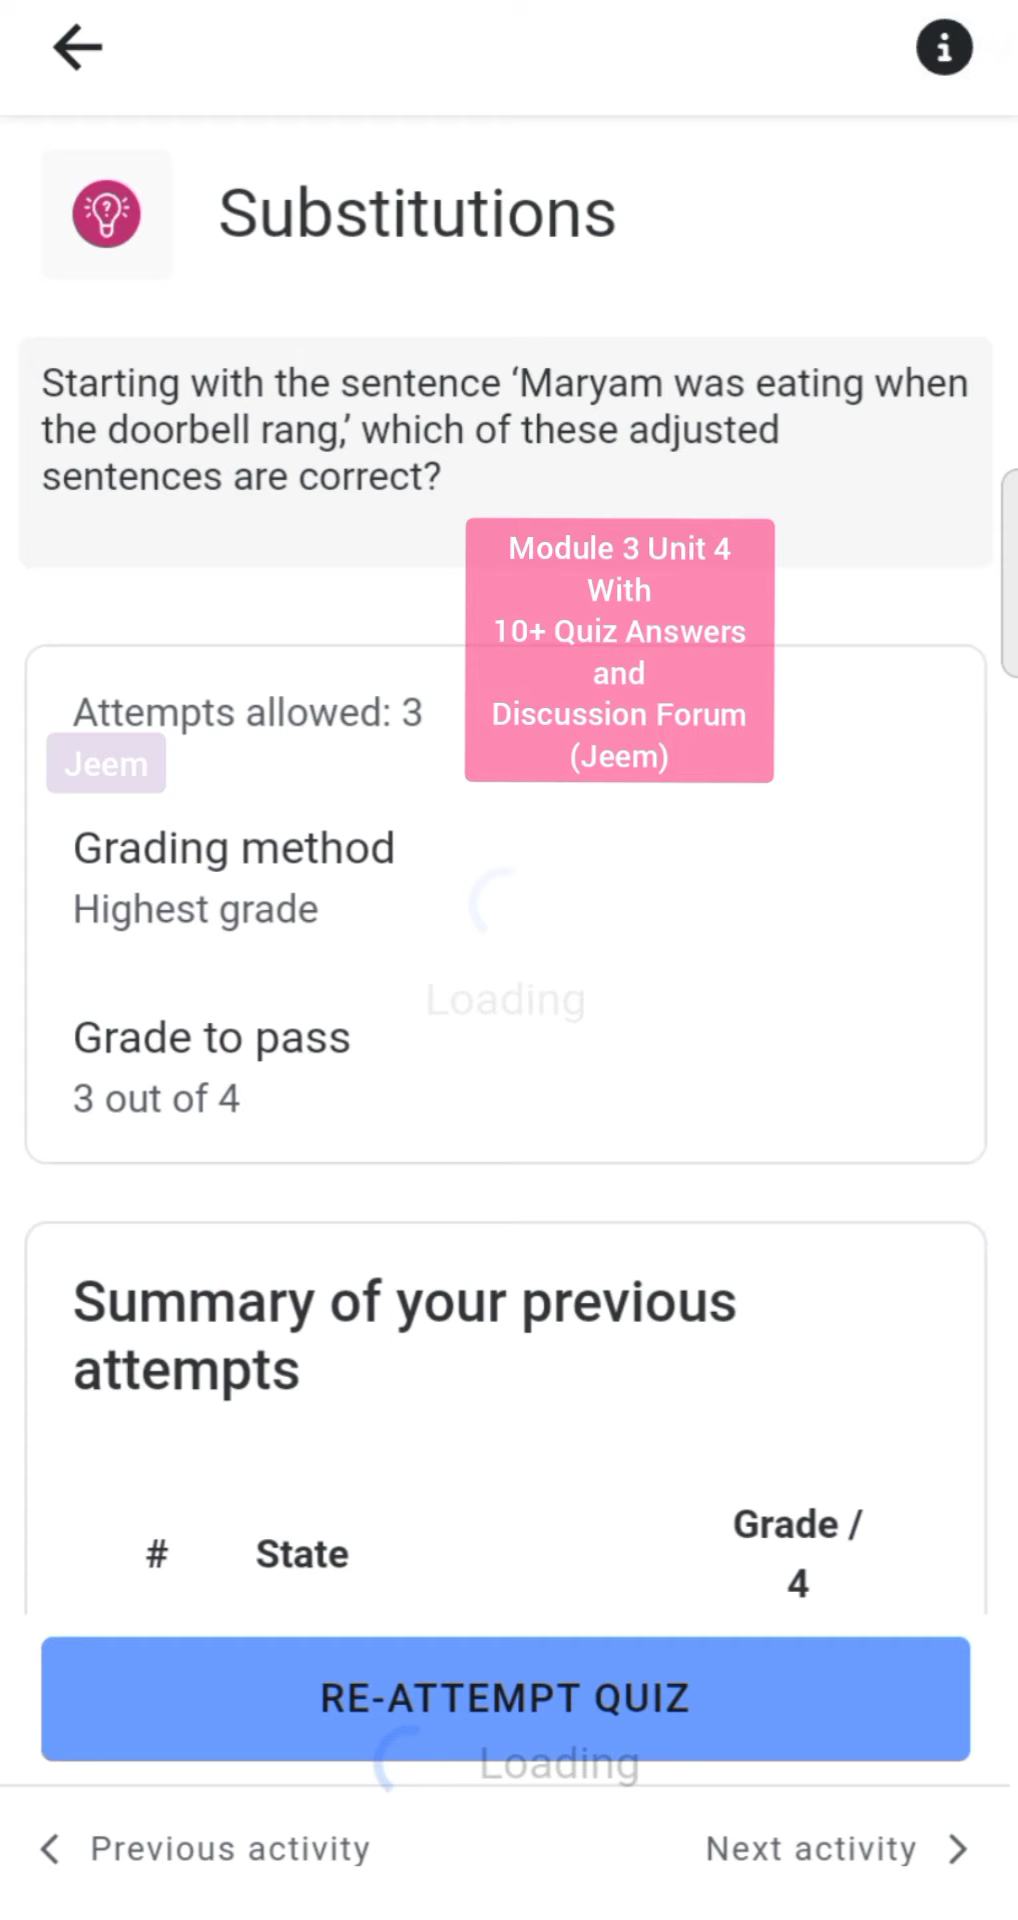 Substitutions
Starting with the sentence ‘Maryam was eating when
the doorbell rang,’ which of these adjusted
sentences are correct?
Module 3 Unit 4
With
10+ Quiz Answers
and
Discussion Forum
(Jeem)
Attempts allowed: 3
Jeem
Grading method
Highest grade
Loading
Grade to pass
3 out of 4
Summary of your previous
attempts
# State Grade /
4
RE-ATTEMPT QUIZ
Loading
Previous activity Next activity